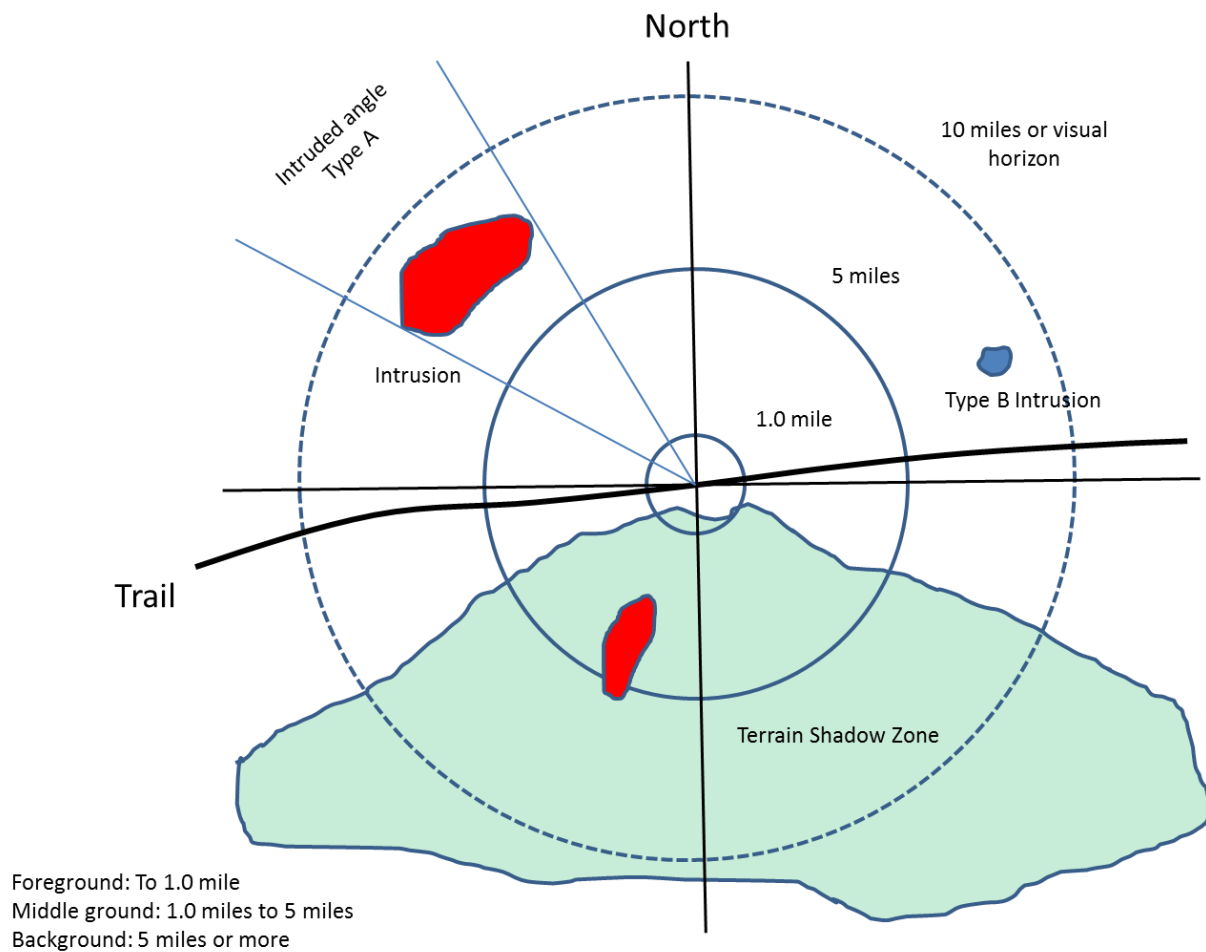 North
Intruded angle
Type A
10 miles or visual
horizon
5 miles
Intrusion
Type B Intrusion
1.0 mile
Trail
Terrain Shadow Zone
Foreground: To 1.0 mile
Middle ground: 1.0 miles to 5 miles
Background: 5 miles or more